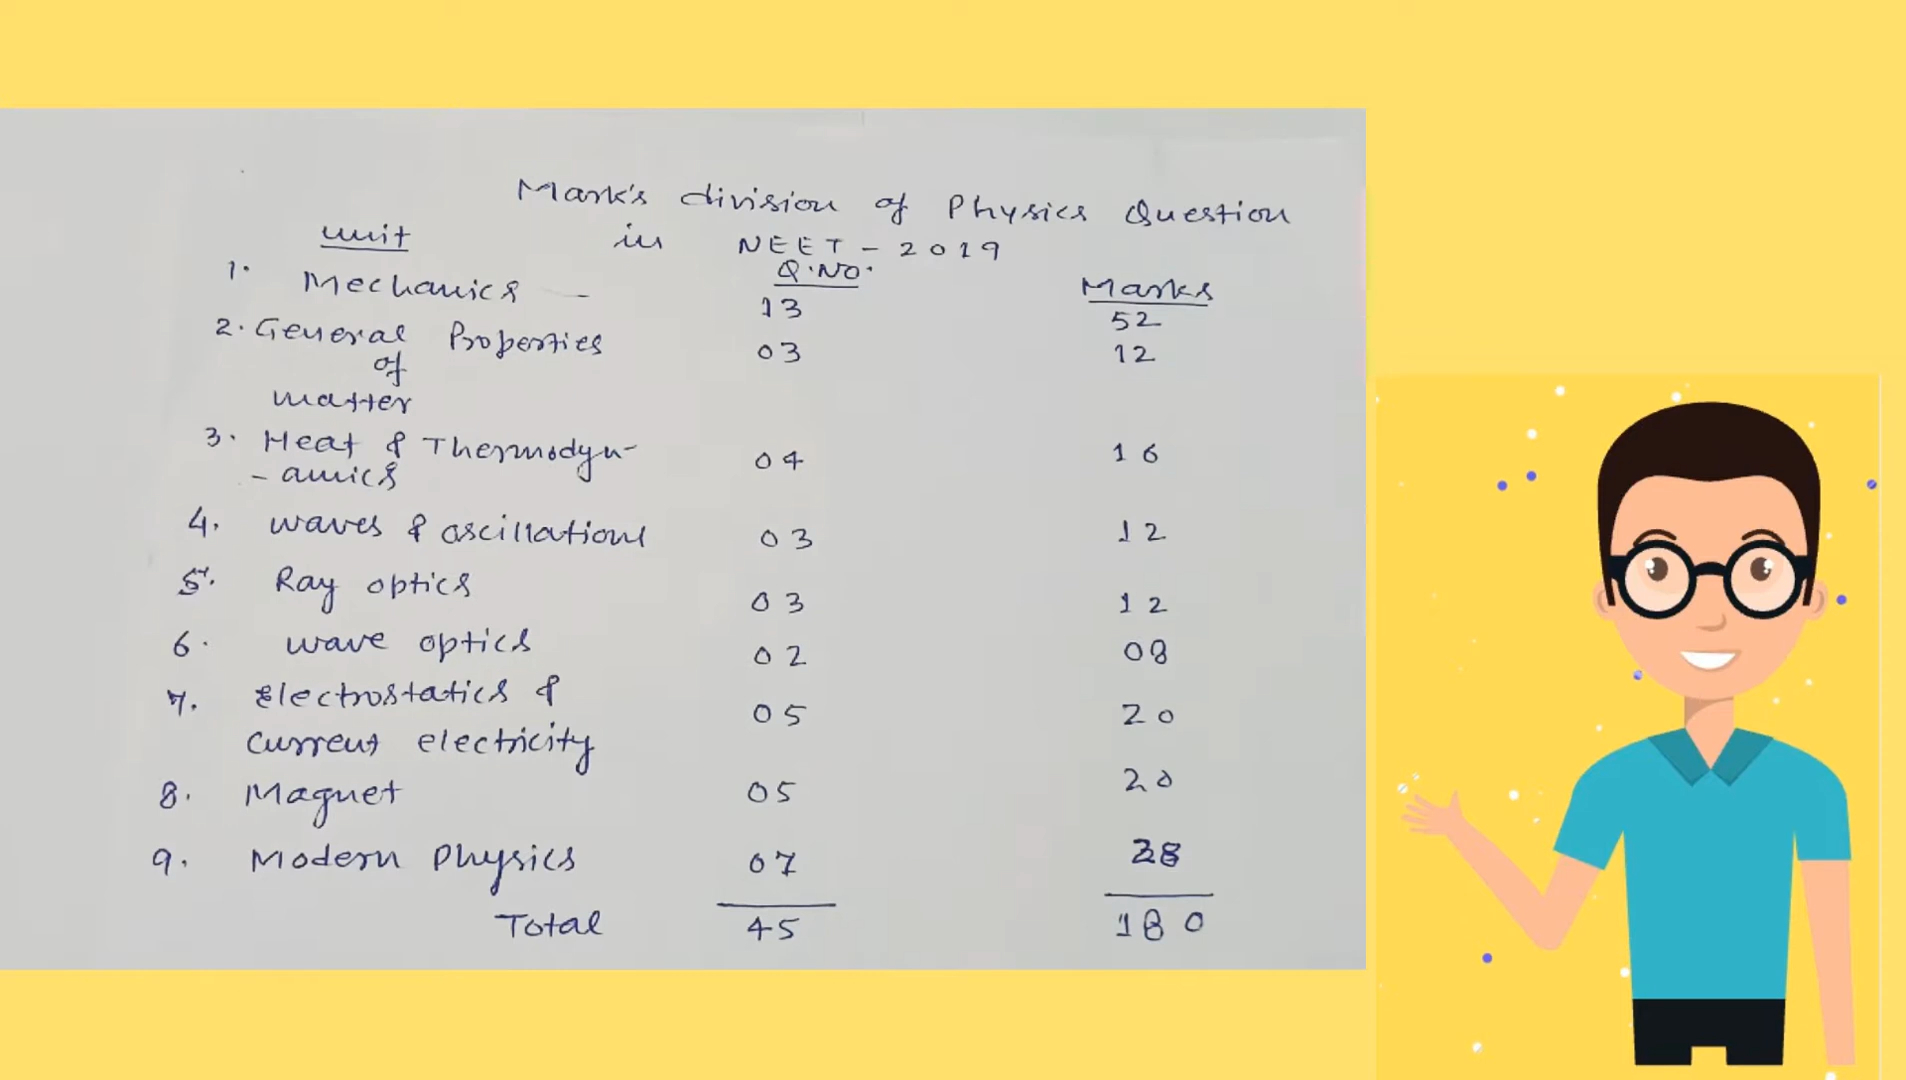 Mark's division of Physics Question
unit in NEET - 2019
Q.NO. Marks
1. Mechanics - 13 52
2. General Properties 03 12
of
matter
3. Heat & Thermodyn- 04 16
- amics
4. waves & oscillations 03 12
5. Ray optics 03 12
6. wave optics 02 08
7. Electrostatics & 05 20
current electricity
8. Magnet 05 20
9. Modern Physics 07 28
Total 45 180